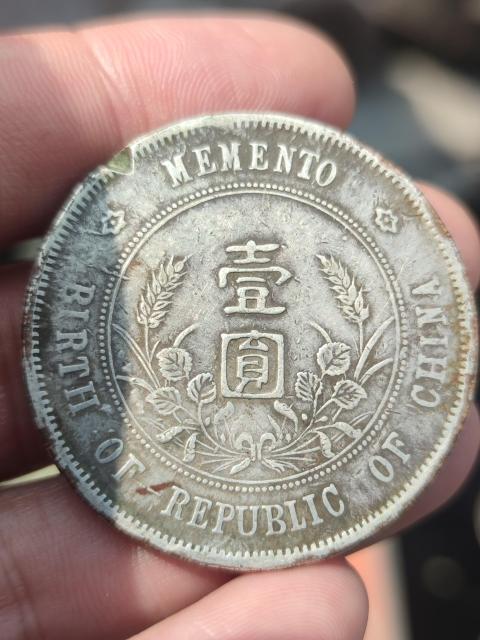 MEMENTO
BIRTH OF REPUBLIC OF CHINA
壹
圓